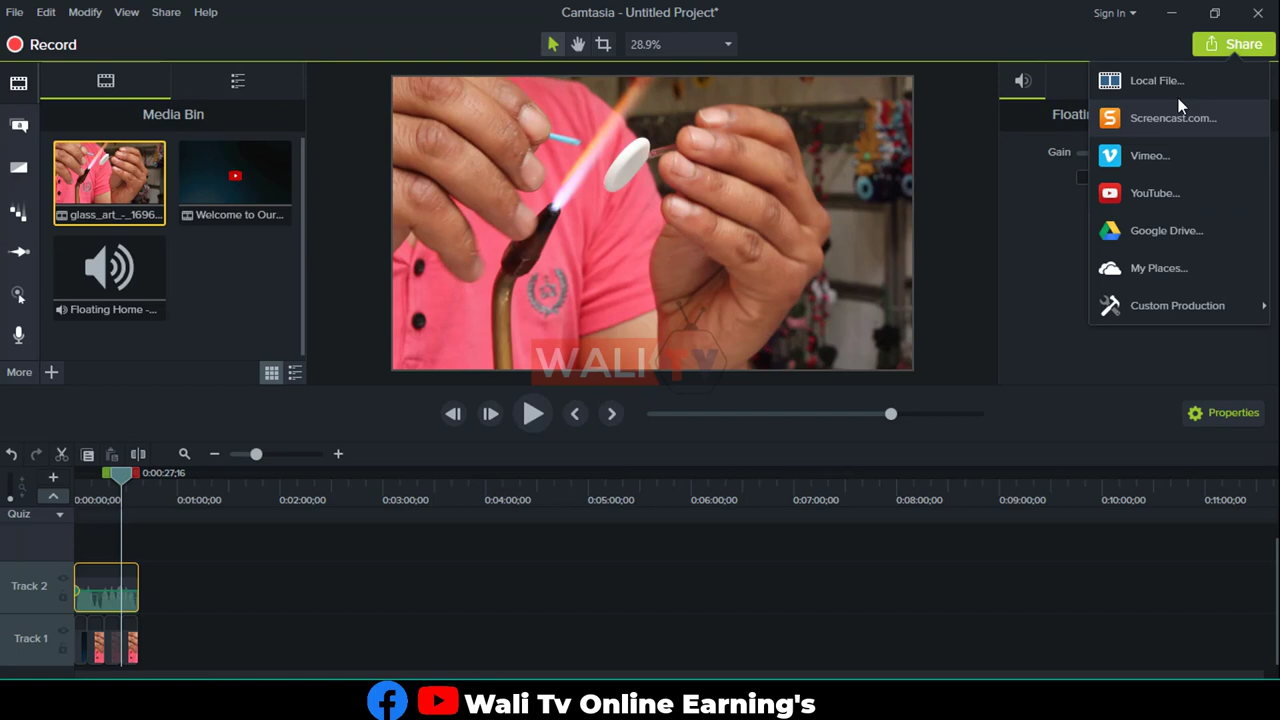 File Edit Modify View Share Help
Camtasia - Untitled Project*
Sign In
Record
28.9%
Share
Media Bin
glass_art_-_1696...
Welcome to Our...
Floating Home -...
More
WALI TV
Floati
Gain
Local File...
Screencast.com...
Vimeo...
YouTube...
Google Drive...
My Places...
Custom Production
Properties
0:00:27;16
0:00:00;00 0:01:00;00 0:02:00;00 0:03:00;00 0:04:00;00 0:05:00;00 0:06:00;00 0:07:00;00 0:08:00;00 0:09:00;00 0:10:00;00 0:11:00;00
Quiz
Track 2
Track 1
Wali Tv Online Earning's